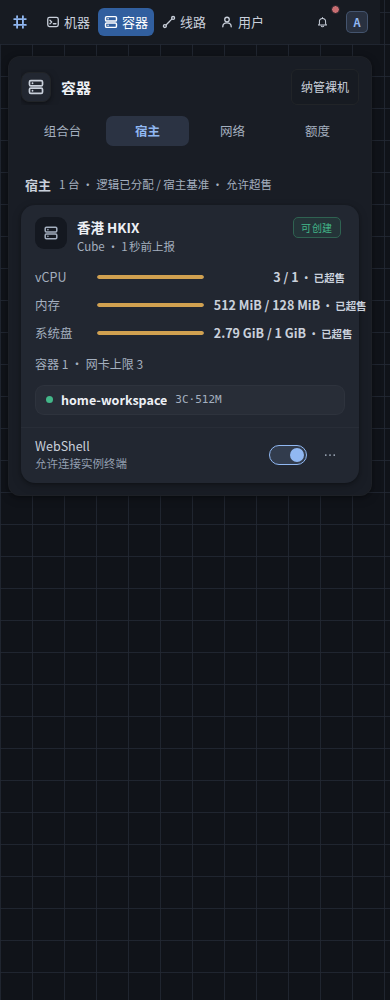 机器 容器 线路 用户 A
容器 纳管裸机
组合台 宿主 网络 额度
宿主 1 台 · 逻辑已分配 / 宿主基准 · 允许超售
香港 HKIX 可创建
Cube · 1秒前上报
vCPU 3 / 1 · 已超售
内存 512 MiB / 128 MiB · 已超售
系统盘 2.79 GiB / 1 GiB · 已超售
容器 1 · 网卡上限 3
home-workspace 3C·512M
WebShell
允许连接实例终端